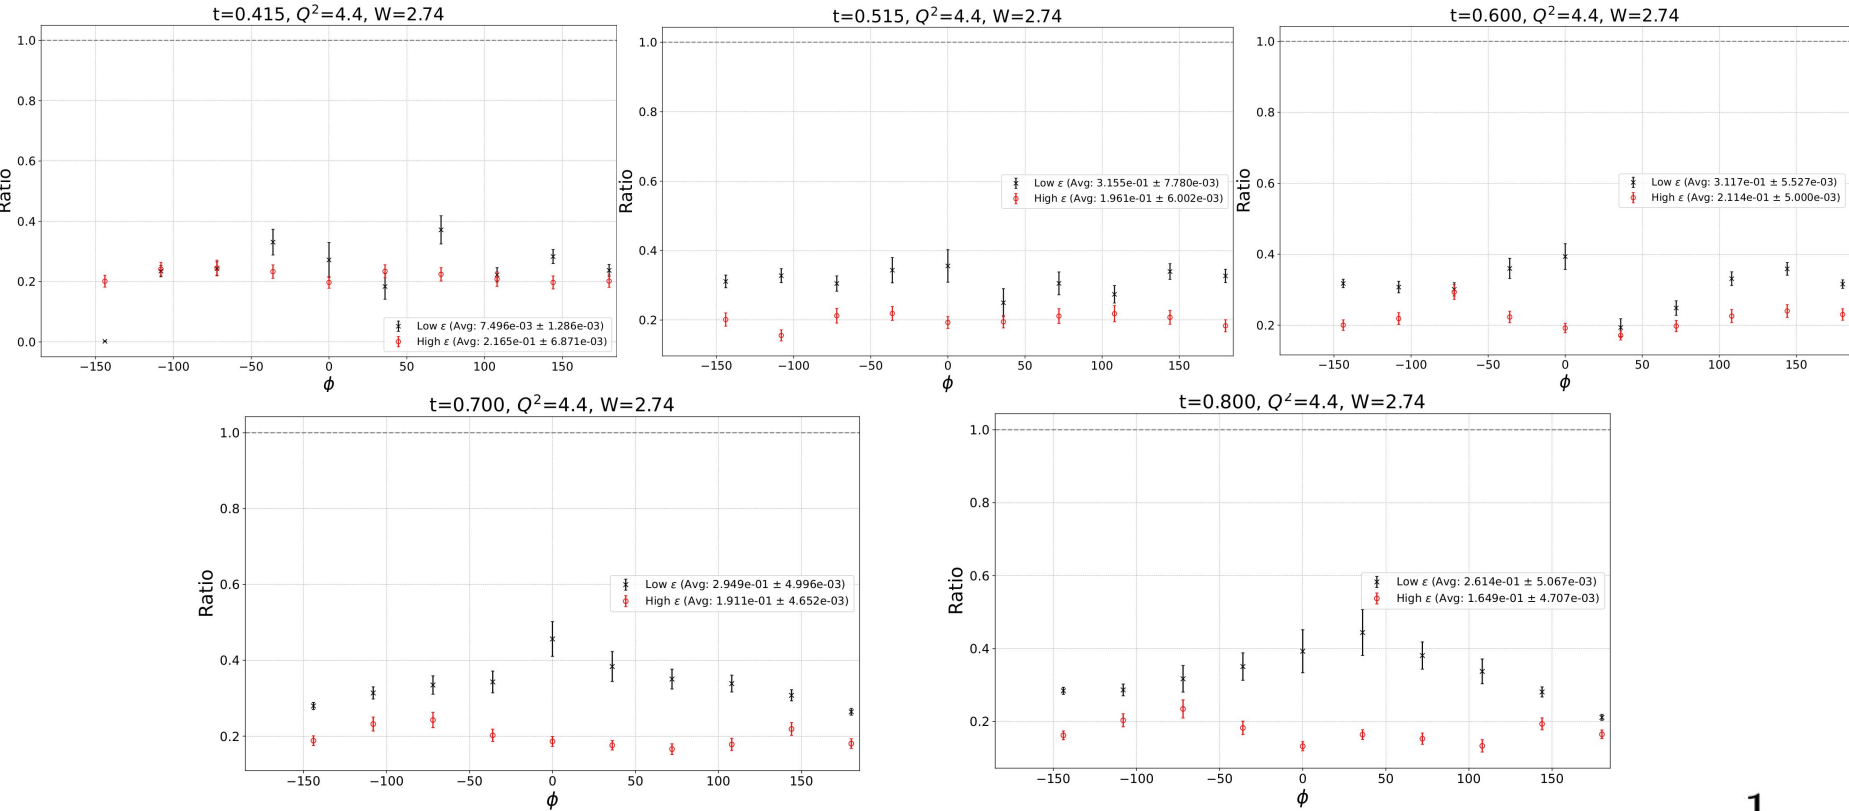 t=0.415, Q²=4.4, W=2.74
1.0
0.8
0.6
0.4
0.2
0.0
Ratio
Low ε (Avg: 7.496e-03 ± 1.286e-03)
High ε (Avg: 2.165e-01 ± 6.871e-03)
−150 −100 −50 0 50 100 150
ϕ
t=0.515, Q²=4.4, W=2.74
1.0
0.8
0.6
0.4
0.2
Ratio
Low ε (Avg: 3.155e-01 ± 7.780e-03)
High ε (Avg: 1.961e-01 ± 6.002e-03)
−150 −100 −50 0 50 100 150
ϕ
t=0.600, Q²=4.4, W=2.74
1.0
0.8
0.6
0.4
0.2
Ratio
Low ε (Avg: 3.117e-01 ± 5.527e-03)
High ε (Avg: 2.114e-01 ± 5.000e-03)
−150 −100 −50 0 50 100 150
ϕ
t=0.700, Q²=4.4, W=2.74
1.0
0.8
0.6
0.4
0.2
Ratio
Low ε (Avg: 2.949e-01 ± 4.996e-03)
High ε (Avg: 1.911e-01 ± 4.652e-03)
−150 −100 −50 0 50 100 150
ϕ
t=0.800, Q²=4.4, W=2.74
1.0
0.8
0.6
0.4
0.2
Ratio
Low ε (Avg: 2.614e-01 ± 5.067e-03)
High ε (Avg: 1.649e-01 ± 4.707e-03)
−150 −100 −50 0 50 100 150
ϕ